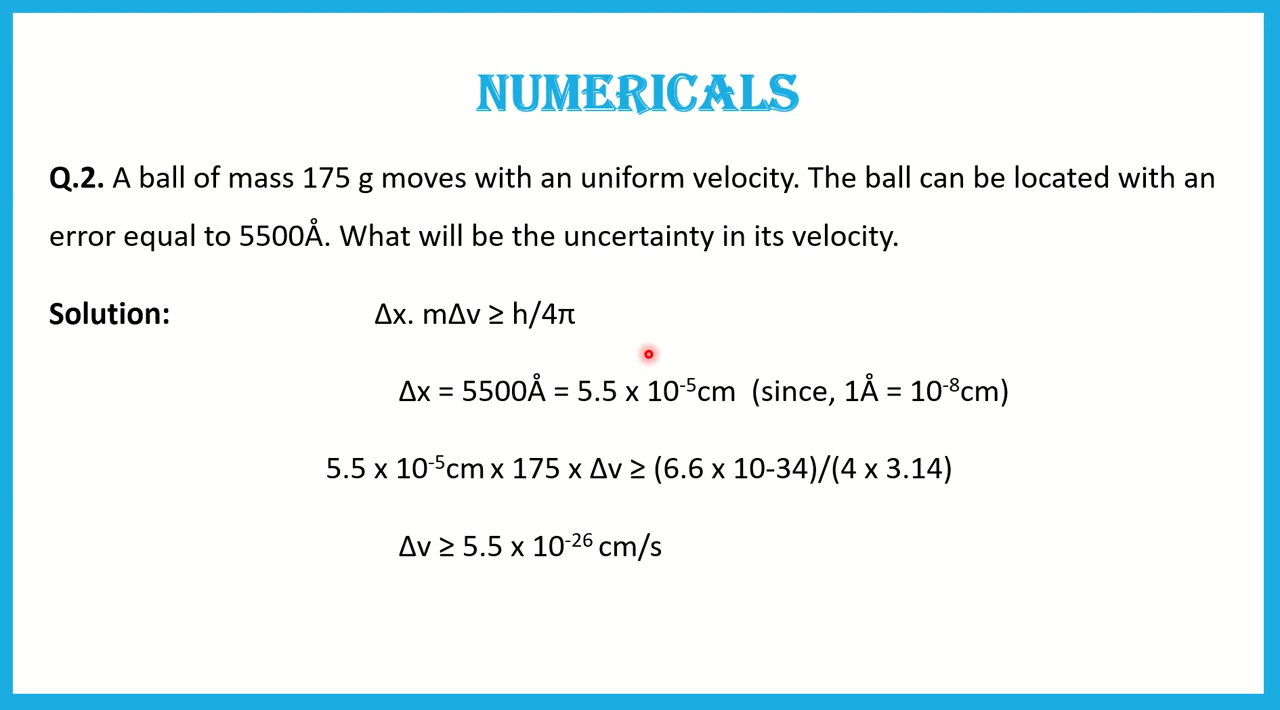 NUMERICALS
Q.2. A ball of mass 175 g moves with an uniform velocity. The ball can be located with an
error equal to 5500Å. What will be the uncertainty in its velocity.
Solution: Δx. mΔv ≥ h/4π
Δx = 5500Å = 5.5 x 10⁻⁵cm (since, 1Å = 10⁻⁸cm)
5.5 x 10⁻⁵cm x 175 x Δv ≥ (6.6 x 10-34)/(4 x 3.14)
Δv ≥ 5.5 x 10⁻²⁶ cm/s